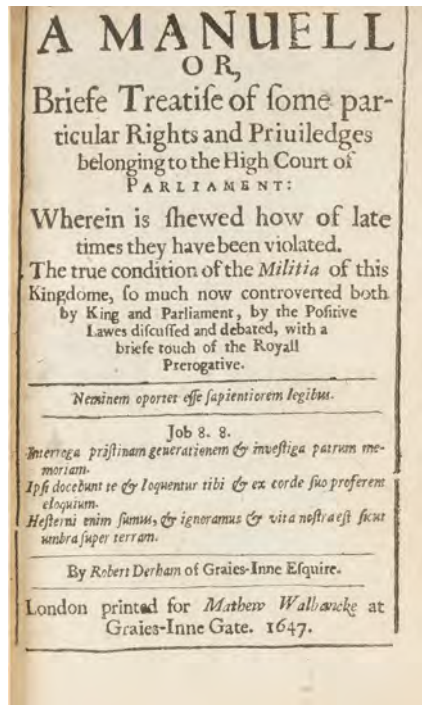 A MANUELL
OR,
Briefe Treatiſe of ſome par-
ticular Rights and Priuiledges
belonging to the High Court of
PARLIAMENT:
Wherein is ſhewed how of late
times they have been violated.
The true condition of the Militia of this
Kingdome, ſo much now controverted both
by King and Parliament, by the Poſitive
Lawes diſcuſſed and debated, with a
briefe touch of the Royall
Prerogative.
Neminem oportet eſſe ſapientiorem legibus.
Job 8. 8.
Interroga priſtinam generationem & inveſtiga patrum me-
moriam.
Ipſi docebunt te & loquentur tibi & ex corde ſuo proferent
eloquium.
Heſterni enim ſumus, & ignoramus & vita noſtra eſt ſicut
umbra ſuper terram.
By Robert Derham of Graies-Inne Eſquire.
London printed for Mathew Walbancke at
Graies-Inne Gate. 1647.